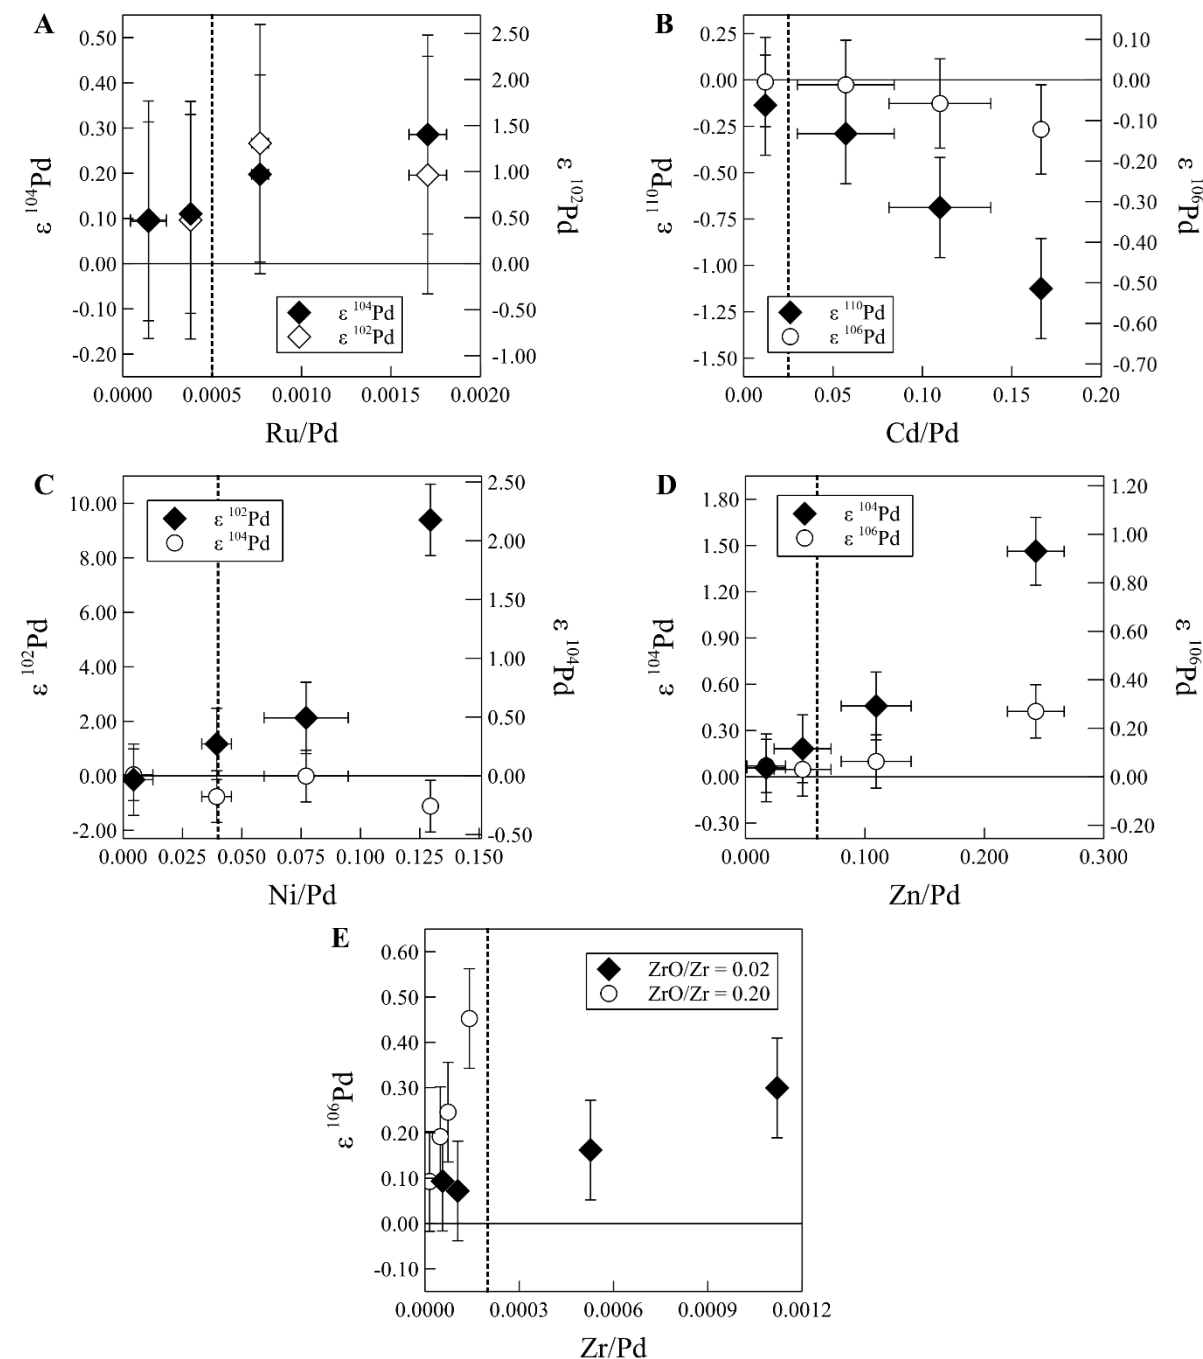 A
0.50
0.40
0.30
0.20
0.10
0.00
-0.10
-0.20
ε ¹⁰⁴Pd
2.50
2.00
1.50
1.00
0.50
0.00
-0.50
-1.00
ε ¹⁰²Pd
ε ¹⁰⁴Pd
ε ¹⁰²Pd
0.0000 0.0005 0.0010 0.0015 0.0020
Ru/Pd
B
0.25
0.00
-0.25
-0.50
-0.75
-1.00
-1.25
-1.50
ε ¹¹⁰Pd
0.10
0.00
-0.10
-0.20
-0.30
-0.40
-0.50
-0.60
-0.70
ε ¹⁰⁶Pd
ε ¹¹⁰Pd
ε ¹⁰⁶Pd
0.00 0.05 0.10 0.15 0.20
Cd/Pd
C
10.00
8.00
6.00
4.00
2.00
0.00
-2.00
ε ¹⁰²Pd
2.50
2.00
1.50
1.00
0.50
0.00
-0.50
ε ¹⁰⁴Pd
ε ¹⁰²Pd
ε ¹⁰⁴Pd
0.000 0.025 0.050 0.075 0.100 0.125 0.150
Ni/Pd
D
1.80
1.50
1.20
0.90
0.60
0.30
0.00
-0.30
ε ¹⁰⁴Pd
1.20
1.00
0.80
0.60
0.40
0.20
0.00
-0.20
ε ¹⁰⁶Pd
ε ¹⁰⁴Pd
ε ¹⁰⁶Pd
0.000 0.100 0.200 0.300
Zn/Pd
E
0.60
0.50
0.40
0.30
0.20
0.10
0.00
-0.10
ε ¹⁰⁶Pd
ZrO/Zr = 0.02
ZrO/Zr = 0.20
0.0000 0.0003 0.0006 0.0009 0.0012
Zr/Pd